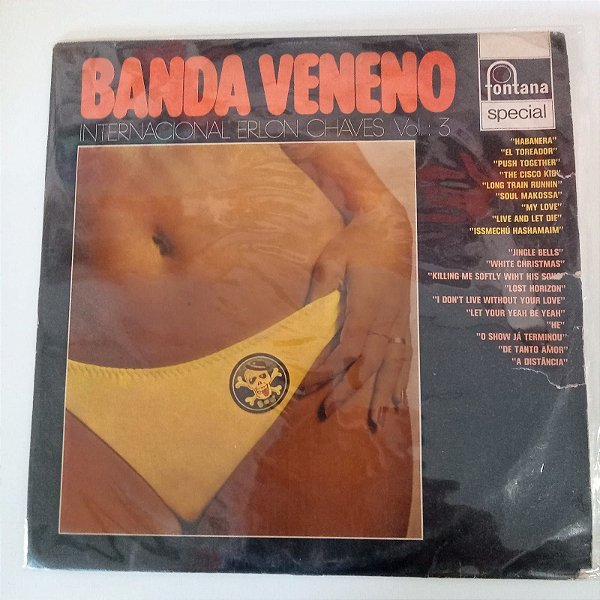 BANDA VENENO
INTERNACIONAL ERLON CHAVES Vol: 3
fontana
special
"HABANERA"
"EL TOREADOR"
"PUSH TOGETHER"
"THE CISCO KID"
"LONG TRAIN RUNNIN"
"SOUL MAKOSSA"
"MY LOVE"
"LIVE AND LET DIE"
"ISSMECHÚ HASHAMAIM"
"JINGLE BELLS"
"WHITE CHRISTMAS"
"KILLING ME SOFTLY WIHT HIS SONG"
"LOST HORIZON"
"I DON'T LIVE WITHOUT YOUR LOVE"
"LET YOUR YEAH BE YEAH"
"HE"
"O SHOW JÁ TERMINOU"
"DE TANTO AMOR"
"A DISTÂNCIA"